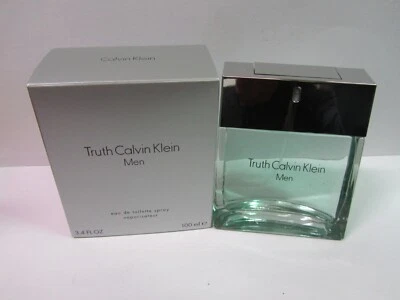 Calvin Klein
Truth Calvin Klein
Men
eau de toilette spray
vaporisateur
3.4 FL OZ
100 ml e
Truth Calvin Klein
Men